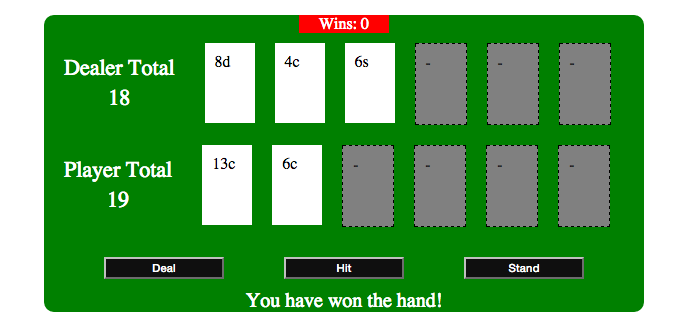 Wins: 0
Dealer Total
18
8d 4c 6s - - -
Player Total
19
13c 6c - - - -
Deal Hit Stand
You have won the hand!